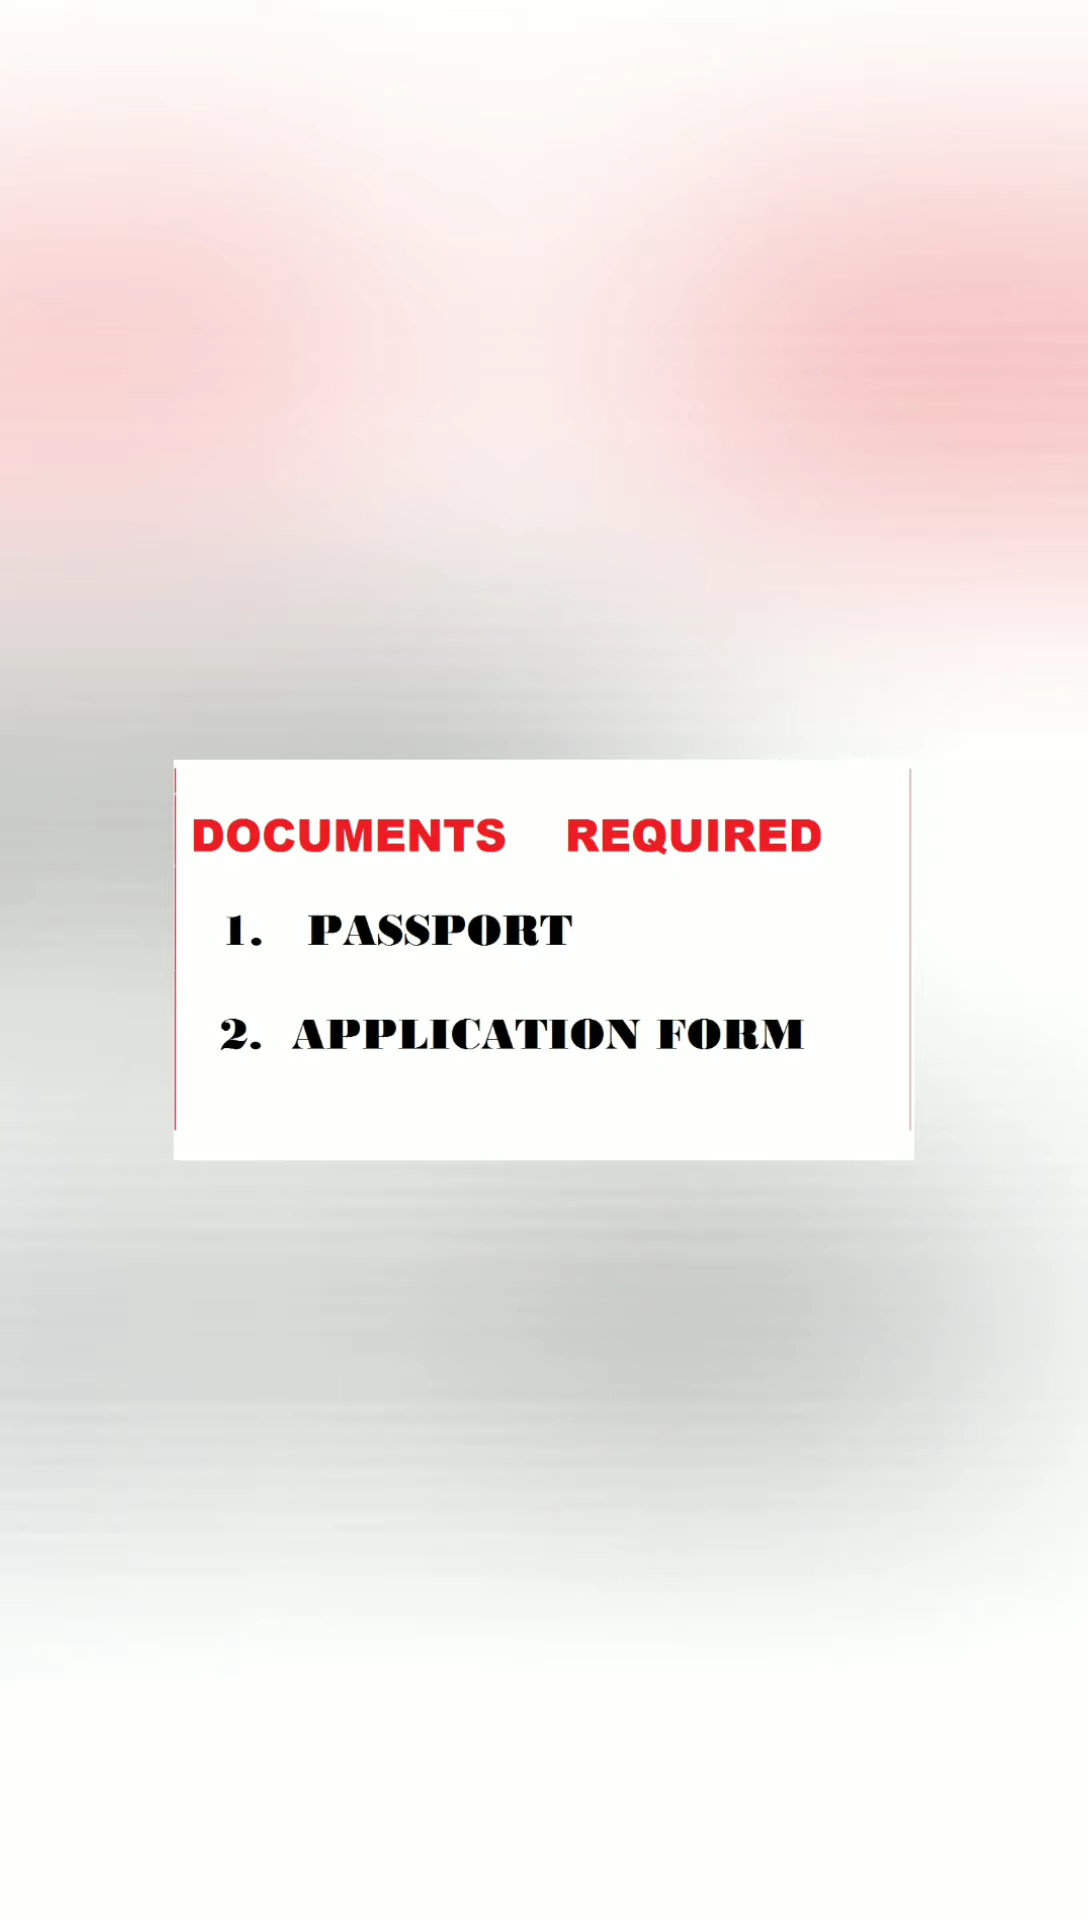 DOCUMENTS REQUIRED
1. PASSPORT
2. APPLICATION FORM